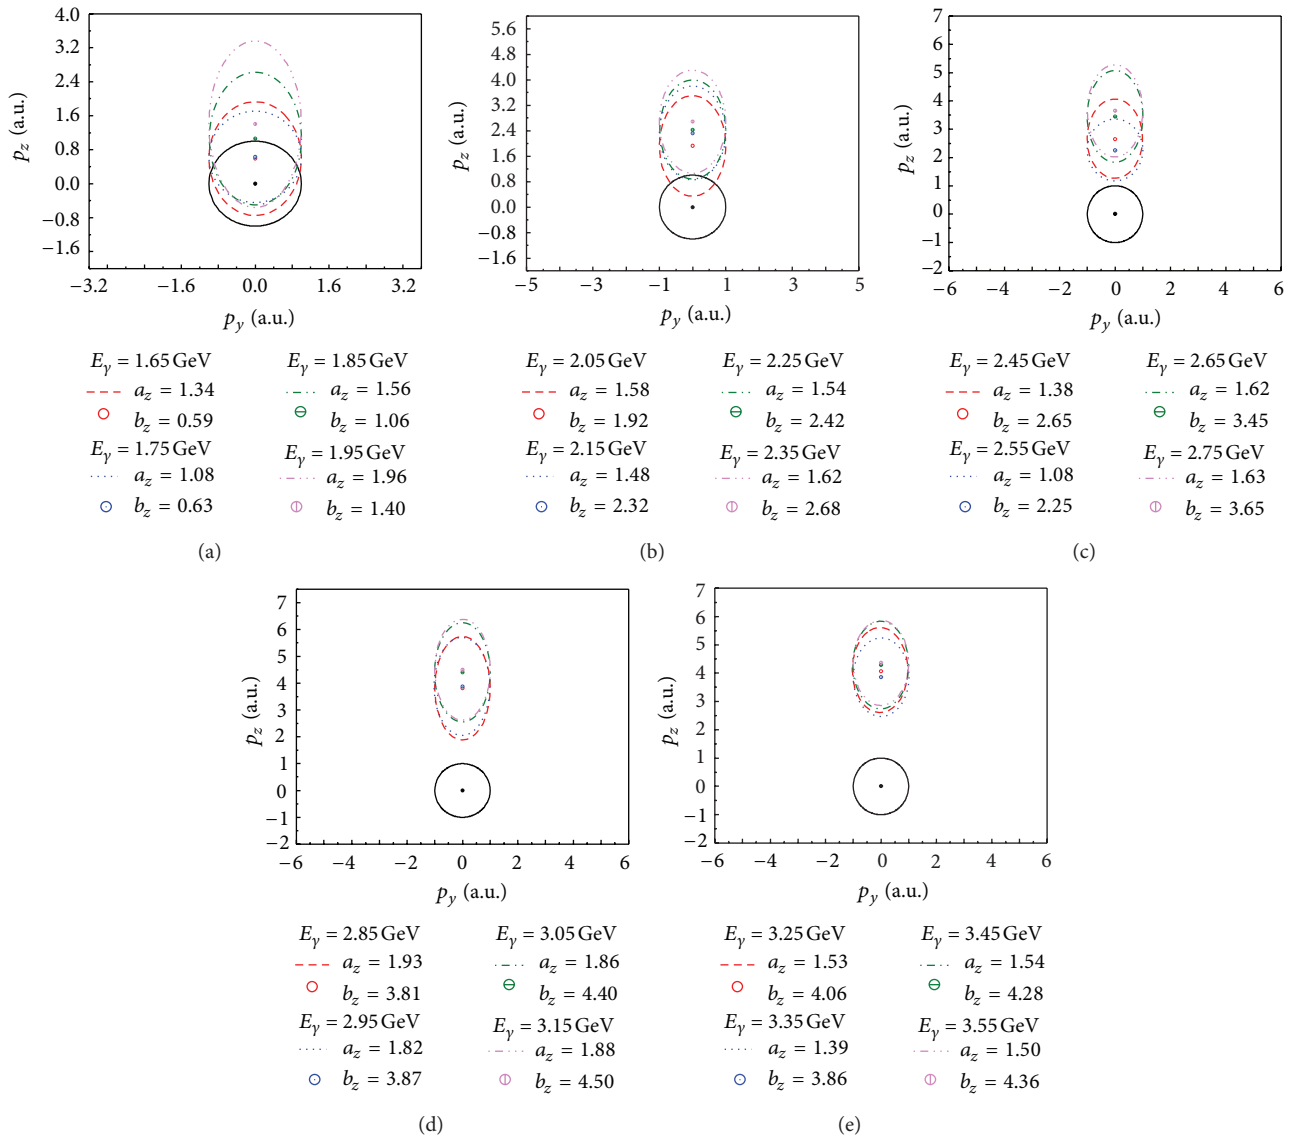 4.0
3.2
2.4
1.6
0.8
0.0
−0.8
−1.6
p_z (a.u.)
−3.2 −1.6 0.0 1.6 3.2
p_y (a.u.)
E_γ = 1.65 GeV
a_z = 1.34
b_z = 0.59
E_γ = 1.75 GeV
a_z = 1.08
b_z = 0.63
E_γ = 1.85 GeV
a_z = 1.56
b_z = 1.06
E_γ = 1.95 GeV
a_z = 1.96
b_z = 1.40
(a)
5.6
4.8
4.0
3.2
2.4
1.6
0.8
0.0
−0.8
−1.6
p_z (a.u.)
−5 −3 −1 1 3 5
p_y (a.u.)
E_γ = 2.05 GeV
a_z = 1.58
b_z = 1.92
E_γ = 2.15 GeV
a_z = 1.48
b_z = 2.32
E_γ = 2.25 GeV
a_z = 1.54
b_z = 2.42
E_γ = 2.35 GeV
a_z = 1.62
b_z = 2.68
(b)
7
6
5
4
3
2
1
0
−1
−2
p_z (a.u.)
−6 −4 −2 0 2 4 6
p_y (a.u.)
E_γ = 2.45 GeV
a_z = 1.38
b_z = 2.65
E_γ = 2.55 GeV
a_z = 1.08
b_z = 2.25
E_γ = 2.65 GeV
a_z = 1.62
b_z = 3.45
E_γ = 2.75 GeV
a_z = 1.63
b_z = 3.65
(c)
7
6
5
4
3
2
1
0
−1
−2
p_z (a.u.)
−6 −4 −2 0 2 4 6
p_y (a.u.)
E_γ = 2.85 GeV
a_z = 1.93
b_z = 3.81
E_γ = 2.95 GeV
a_z = 1.82
b_z = 3.87
E_γ = 3.05 GeV
a_z = 1.86
b_z = 4.40
E_γ = 3.15 GeV
a_z = 1.88
b_z = 4.50
(d)
7
6
5
4
3
2
1
0
−1
−2
p_z (a.u.)
−6 −4 −2 0 2 4 6
p_y (a.u.)
E_γ = 3.25 GeV
a_z = 1.53
b_z = 4.06
E_γ = 3.35 GeV
a_z = 1.39
b_z = 3.86
E_γ = 3.45 GeV
a_z = 1.54
b_z = 4.28
E_γ = 3.55 GeV
a_z = 1.50
b_z = 4.36
(e)